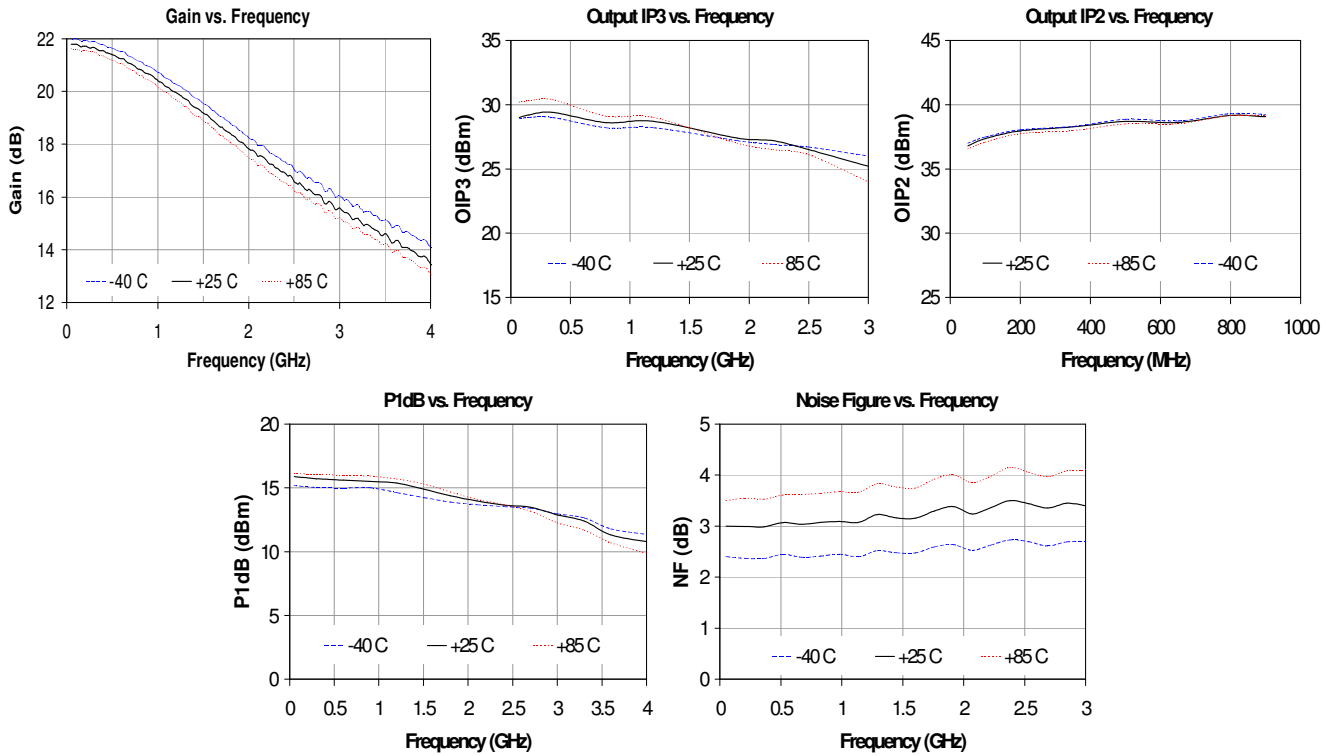 Gain vs. Frequency
22
20
18
16
14
12
Gain (dB)
-40 C
+25 C
+85 C
0
1
2
3
4
Frequency (GHz)
Output IP3 vs. Frequency
35
30
25
20
15
OIP3 (dBm)
-40 C
+25 C
85 C
0
0.5
1
1.5
2
2.5
3
Frequency (GHz)
Output IP2 vs. Frequency
45
40
35
30
25
OIP2 (dBm)
+25 C
+85 C
-40 C
0
200
400
600
800
1000
Frequency (MHz)
P1dB vs. Frequency
20
15
10
5
0
P1dB (dBm)
-40 C
+25 C
+85 C
0
0.5
1
1.5
2
2.5
3
3.5
4
Frequency (GHz)
Noise Figure vs. Frequency
5
4
3
2
1
0
NF (dB)
-40 C
+25 C
+85 C
0
0.5
1
1.5
2
2.5
3
Frequency (GHz)